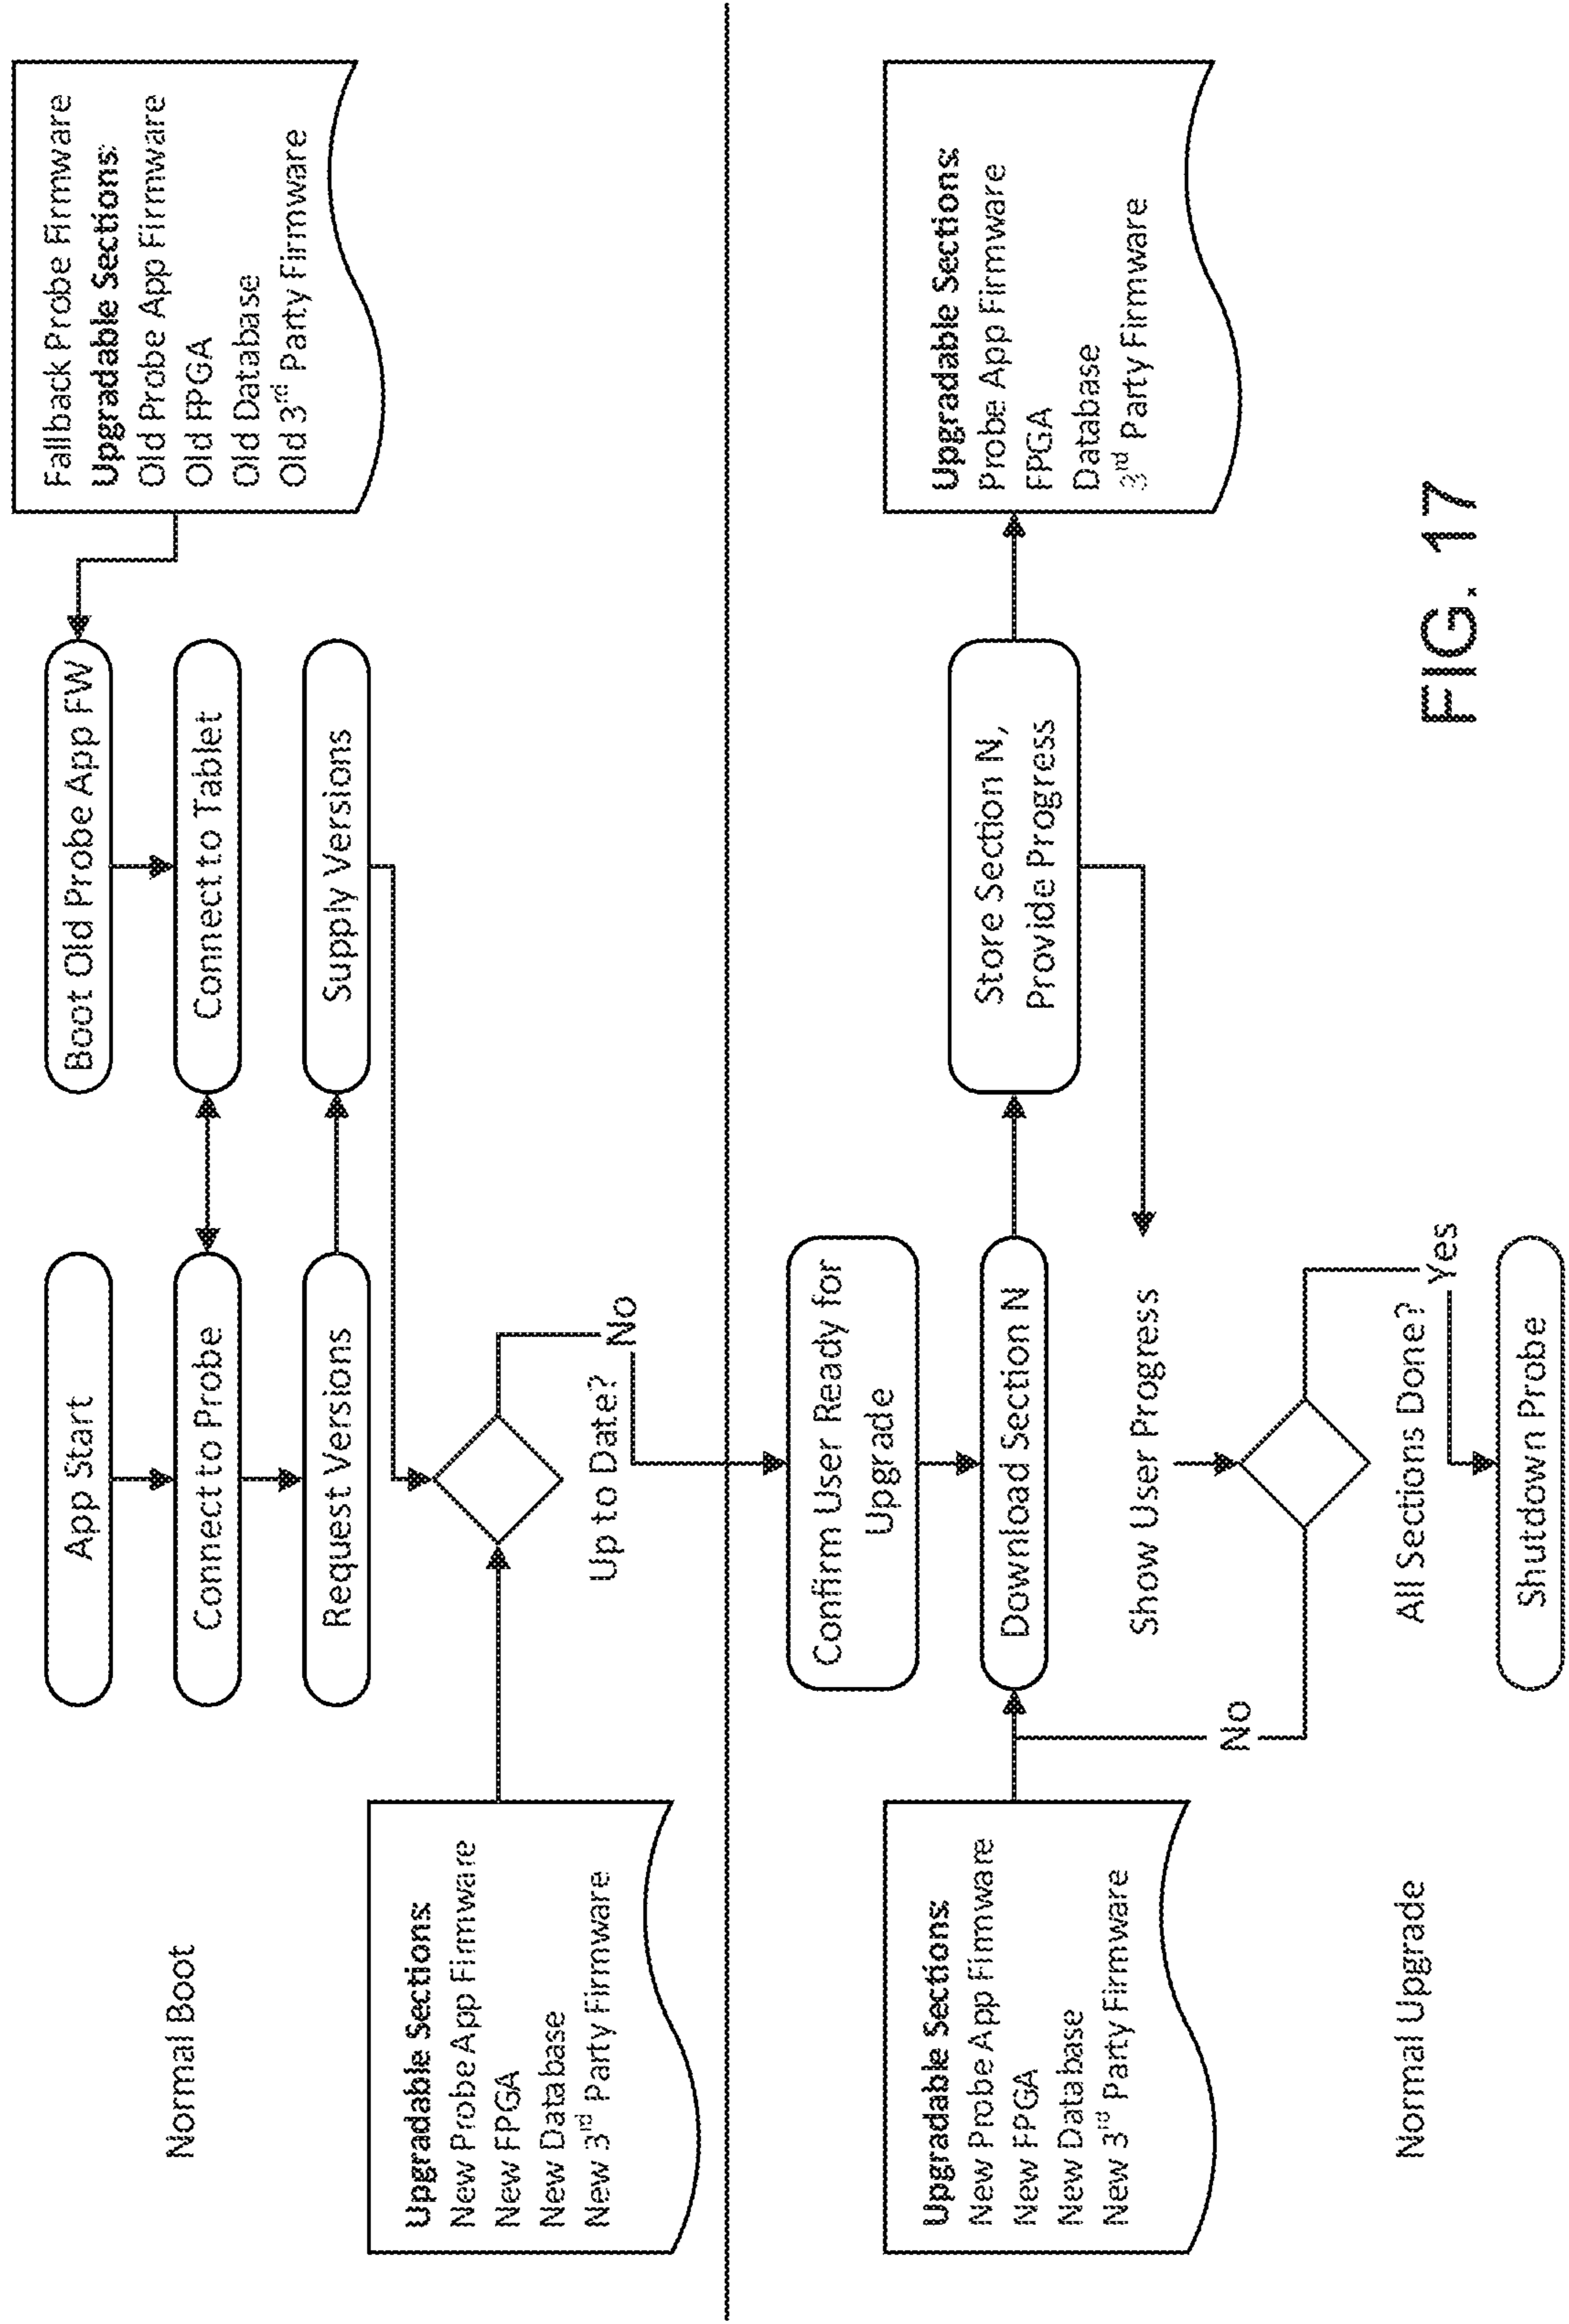 Normal Boot
App Start
Connect to Probe
Request Versions
Boot Old Probe App FW
Connect to Tablet
Supply Versions
Fallback Probe Firmware
Upgradable Sections:
Old Probe App Firmware
Old FPGA
Old Database
Old 3rd Party Firmware
Upgradable Sections:
New Probe App Firmware
New FPGA
New Database
New 3rd Party Firmware
Up to Date?
No
Confirm User Ready for
Upgrade
Download Section N
Store Section N,
Provide Progress
Upgradable Sections:
Probe App Firmware
FPGA
Database
3rd Party Firmware
Upgradable Sections:
New Probe App Firmware
New FPGA
New Database
New 3rd Party Firmware
Show User Progress
No
All Sections Done?
Yes
Shutdown Probe
Normal Upgrade
FIG. 17